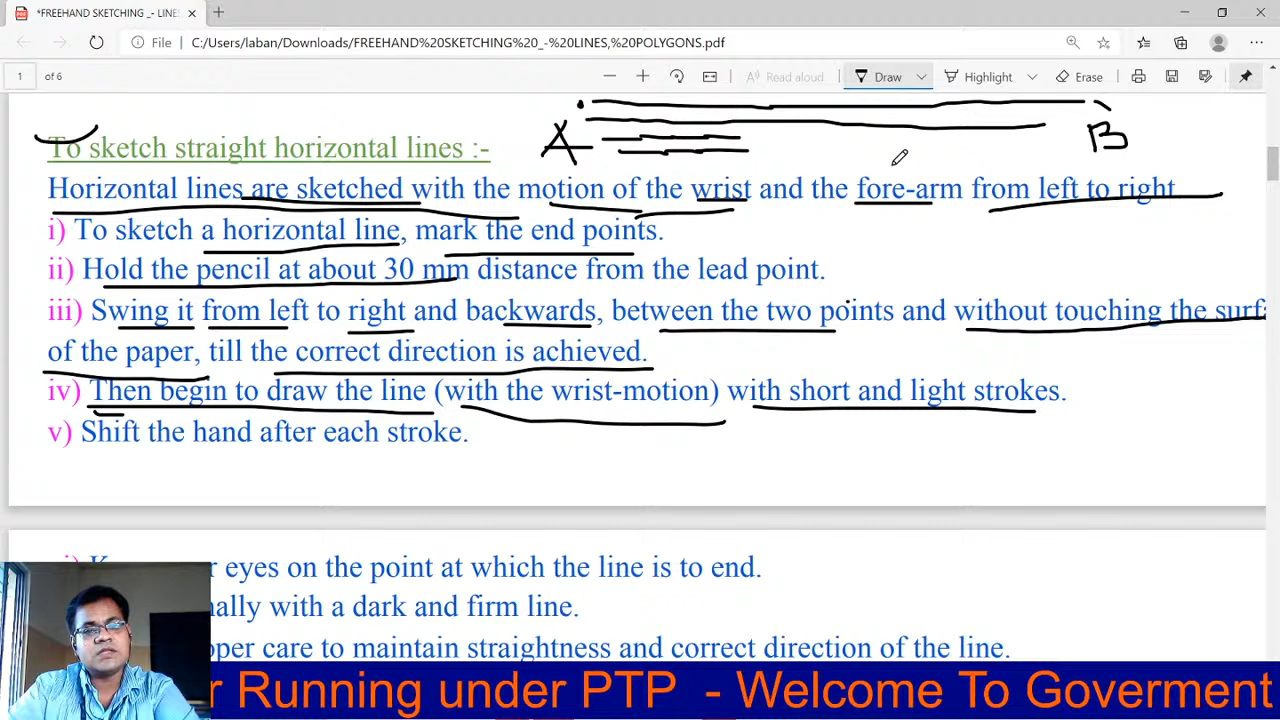 *FREEHAND SKETCHING _- LINE
File C:/Users/laban/Downloads/FREEHAND%20SKETCHING%20_-%20LINES,%20POLYGONS.pdf
1 of 6 Read aloud Draw Highlight Erase
A B
To sketch straight horizontal lines :-
Horizontal lines are sketched with the motion of the wrist and the fore-arm from left to right
i) To sketch a horizontal line, mark the end points.
ii) Hold the pencil at about 30 mm distance from the lead point.
iii) Swing it from left to right and backwards, between the two points and without touching the
of the paper, till the correct direction is achieved.
iv) Then begin to draw the line (with the wrist-motion) with short and light strokes.
v) Shift the hand after each stroke.
eyes on the point at which the line is to end.
with a dark and firm line.
care to maintain straightness and correct direction of the line.
Running under PTP - Welcome To Goverment